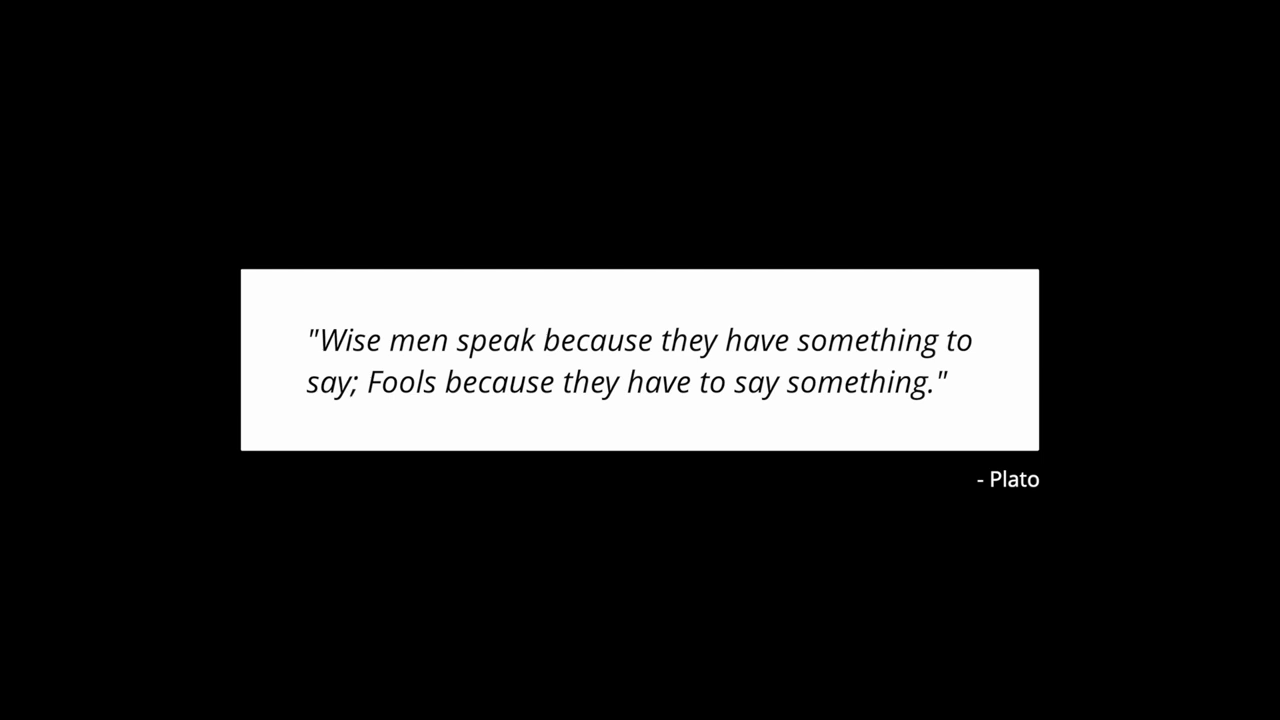 "Wise men speak because they have something to
say; Fools because they have to say something."
- Plato